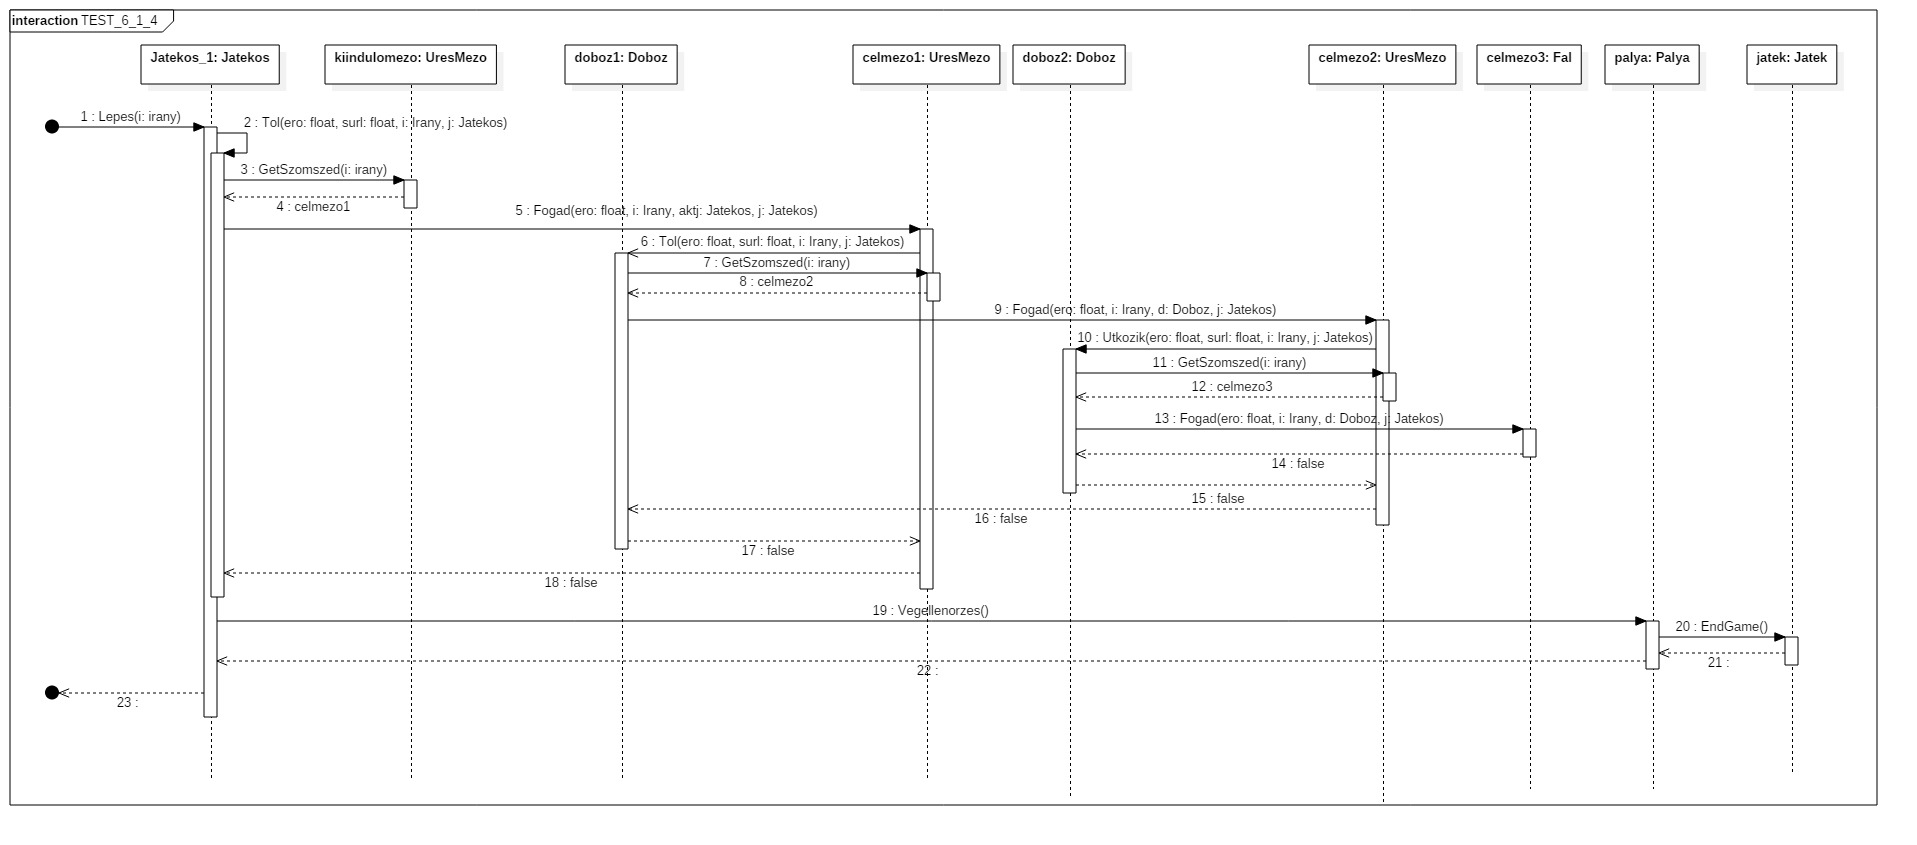 interaction TEST_6_1_4
Jatekos_1: Jatekos
kiindulomezo: UresMezo
doboz1: Doboz
celmezo1: UresMezo
doboz2: Doboz
celmezo2: UresMezo
celmezo3: Fal
palya: Palya
jatek: Jatek
1 : Lepes(i: irany)
2 : Tol(ero: float, surl: float, i: Irany, j: Jatekos)
3 : GetSzomszed(i: irany)
4 : celmezo1
5 : Fogad(ero: float, i: Irany, aktj: Jatekos, j: Jatekos)
6 : Tol(ero: float, surl: float, i: Irany, j: Jatekos)
7 : GetSzomszed(i: irany)
8 : celmezo2
9 : Fogad(ero: float, i: Irany, d: Doboz, j: Jatekos)
10 : Utkozik(ero: float, surl: float, i: Irany, j: Jatekos)
11 : GetSzomszed(i: irany)
12 : celmezo3
13 : Fogad(ero: float, i: Irany, d: Doboz, j: Jatekos)
14 : false
15 : false
16 : false
17 : false
18 : false
19 : Vegellenorzes()
20 : EndGame()
21 :
22 :
23 :